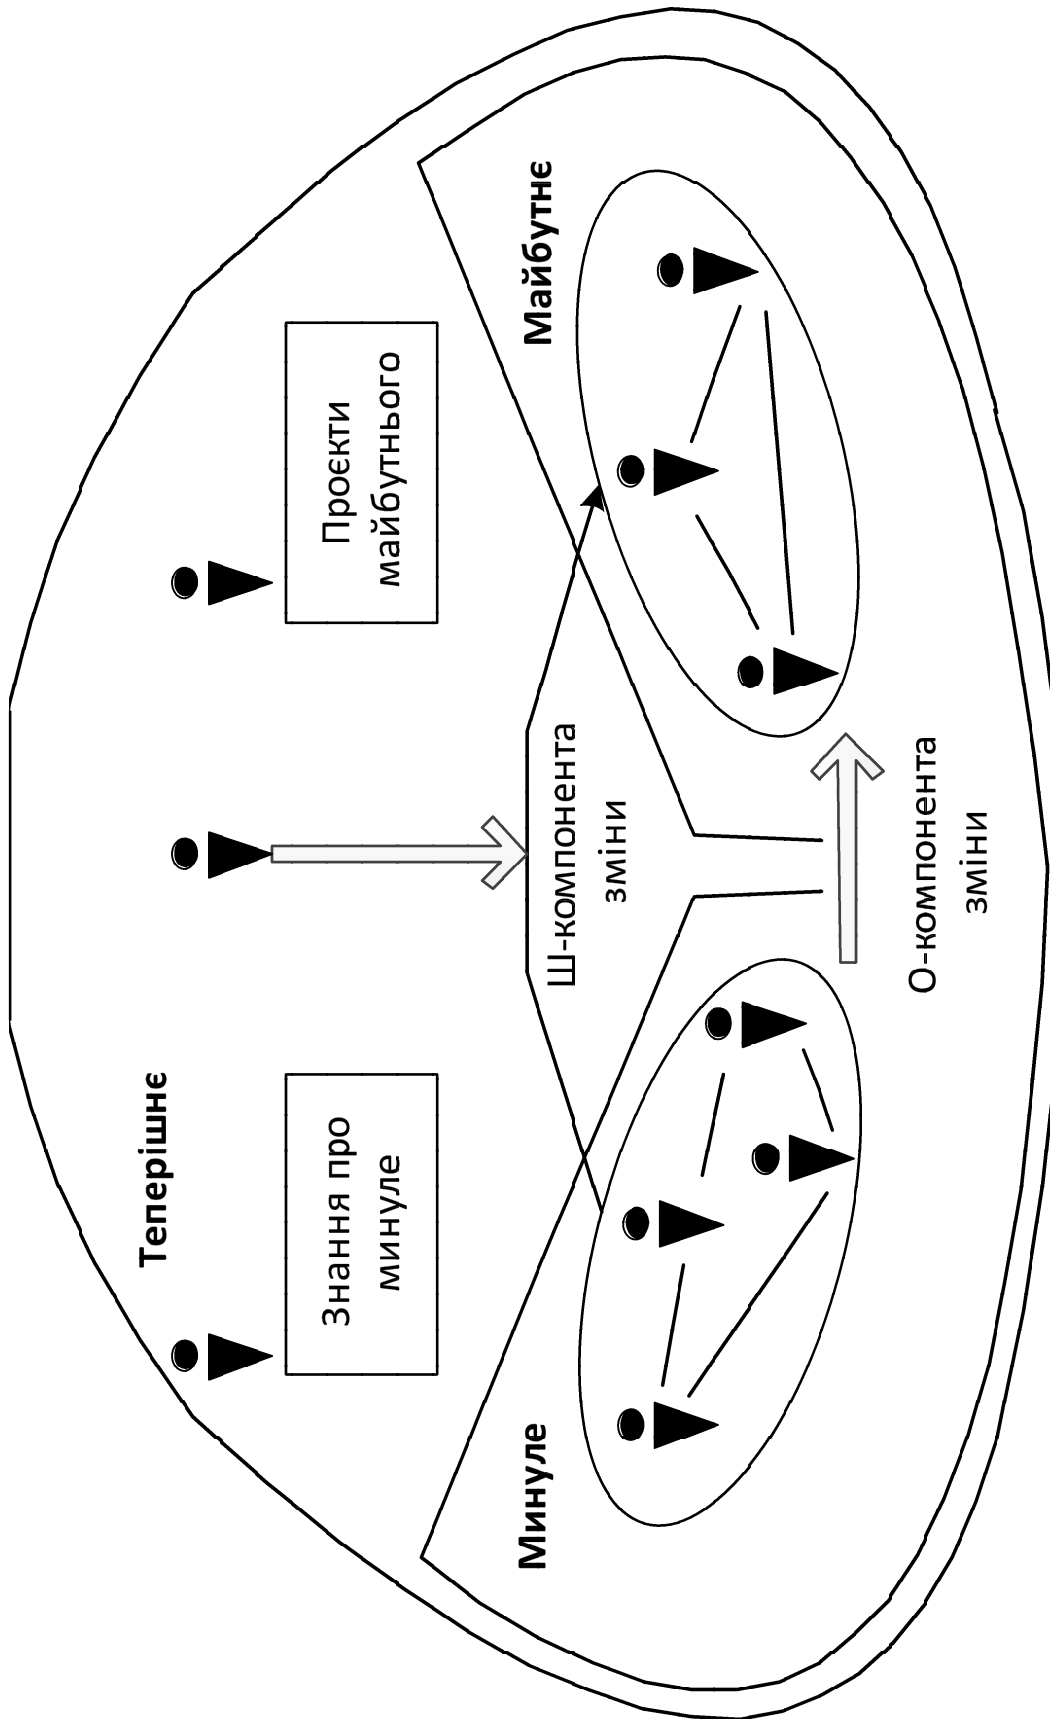 Теперішнє
Знання про
минуле
Проєкти
майбутнього
Минуле
Майбутнє
Ш-компонента
зміни
О-компонента
зміни